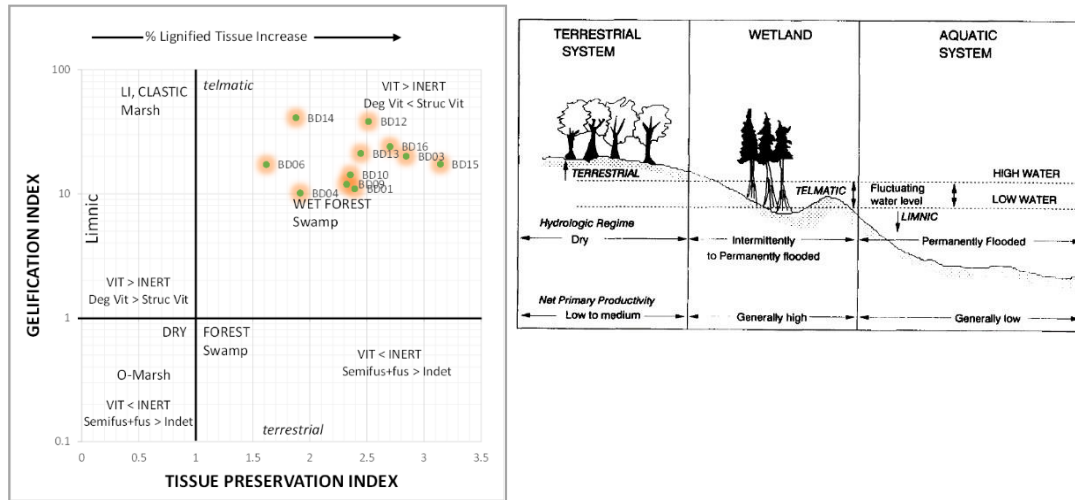 % Lignified Tissue Increase
100
10
1
0.1
GELIFICATION INDEX
LI, CLASTIC
Marsh
telmatic
VIT > INERT
Deg Vit < Struc Vit
BD14
BD12
BD16
BD13
BD03
BD15
BD06
BD10
BD09
BD01
BD04
WET FOREST
Swamp
Limnic
VIT > INERT
Deg Vit > Struc Vit
DRY
FOREST
Swamp
O-Marsh
VIT < INERT
Semifus+fus > Indet
VIT < INERT
Semifus+fus > Indet
terrestrial
0
0.5
1
1.5
2
2.5
3
3.5
TISSUE PRESERVATION INDEX
TERRESTRIAL
SYSTEM
WETLAND
AQUATIC
SYSTEM
TERRESTRIAL
TELMATIC
Fluctuating
water level
HIGH WATER
LOW WATER
LIMNIC
Hydrologic Regime
Dry
Intermittently
to Permanently flooded
Permanently Flooded
Net Primary Productivity
Low to medium
Generally high
Generally low